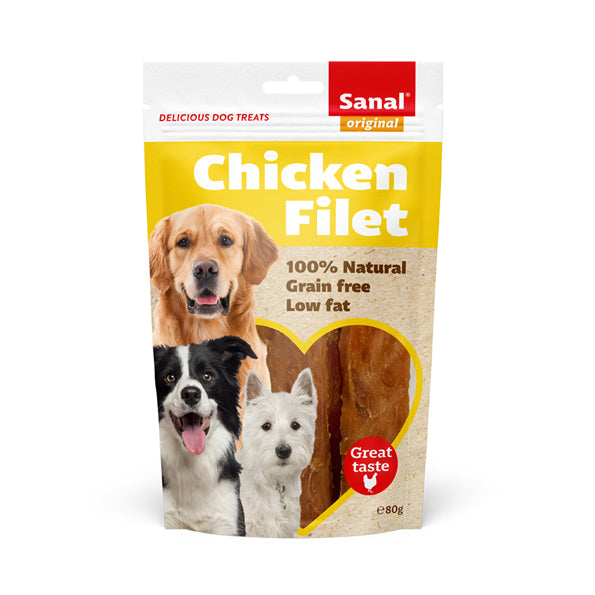 Sanal®
original
DELICIOUS DOG TREATS
Chicken
Filet
100% Natural
Grain free
Low fat
Great
taste
℮80g